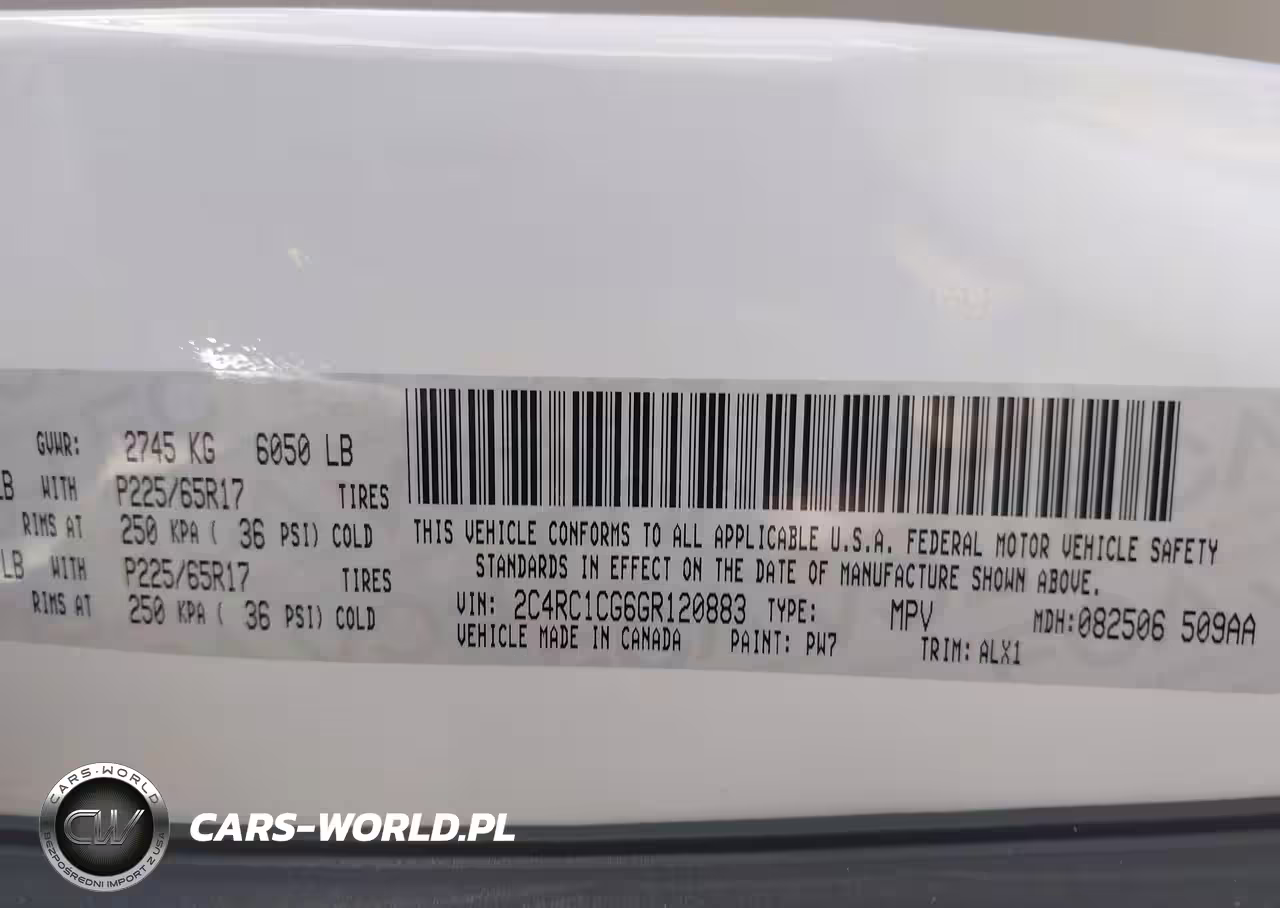 GVWR: 2745 KG 6050 LB
LB WITH P225/65R17 TIRES
RIMS AT 250 KPA ( 36 PSI) COLD
LB WITH P225/65R17 TIRES
RIMS AT 250 KPA ( 36 PSI) COLD
THIS VEHICLE CONFORMS TO ALL APPLICABLE U.S.A. FEDERAL MOTOR VEHICLE SAFETY
STANDARDS IN EFFECT ON THE DATE OF MANUFACTURE SHOWN ABOVE.
VIN: 2C4RC1CG6GR120883 TYPE: MPV MDH:082506 509AA
VEHICLE MADE IN CANADA PAINT: PW7 TRIM: ALX1
CARS-WORLD
CW
BEZPOŚREDNI IMPORT Z USA
CARS-WORLD.PL